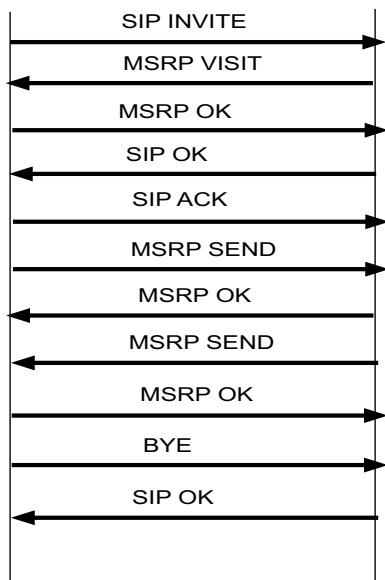 SIP INVITE
MSRP VISIT
MSRP OK
SIP OK
SIP ACK
MSRP SEND
MSRP OK
MSRP SEND
MSRP OK
BYE
SIP OK